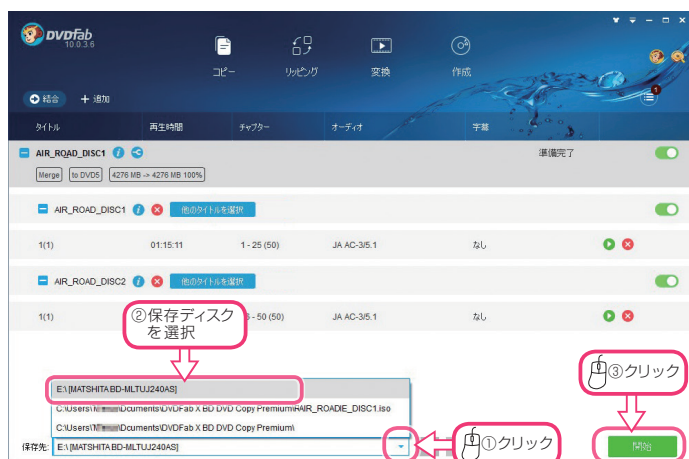 DVDFab
10.0.3.6
コピー リッピング 変換 作成
結合 + 追加
1
タイトル 再生時間 チャプター オーディオ 字幕
AIR_ROAD_DISC1 準備完了
Merge to DVD5 4276 MB -> 4276 MB 100%
AIR_ROAD_DISC1 他のタイトルを選択
1(1) 01:15:11 1 - 25 (50) JA AC-3/5.1 なし
AIR_ROAD_DISC2 他のタイトルを選択
1(1) - 50 (50) JA AC-3/5.1 なし
②保存ディスク
を選択
E:\ [MATSHITA BD-MLTUJ240AS]
C:\Users\ Dcuments\DVDFab X BD DVD Copy Premium\RAIR_ROADIE_DISC1.iso
C:\Users\ Dcuments\DVDFab X BD DVD Copy Premium\
保存先: E:\ [MATSHITA BD-MLTUJ240AS]
①クリック
③クリック
開始